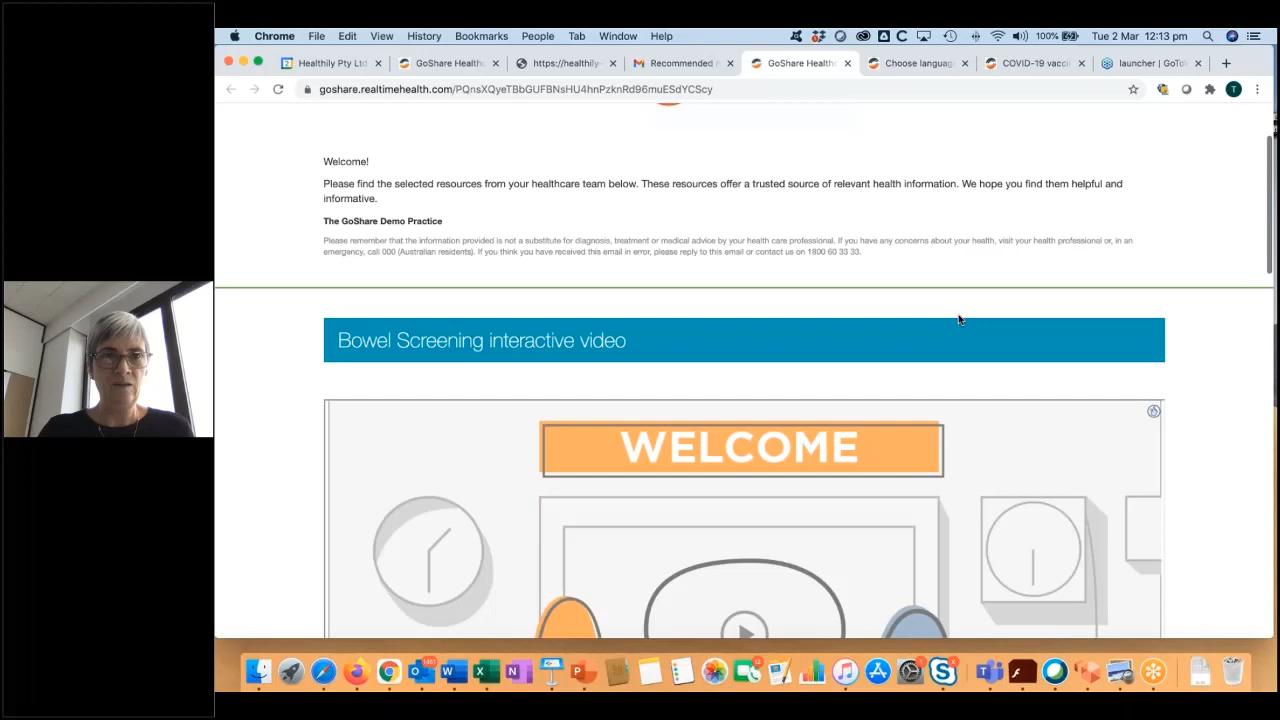 Chrome File Edit View History Bookmarks People Tab Window Help 100% Tue 2 Mar 12:13 pm
Healthily Pty Ltd GoShare Health https://healthily- Recommended GoShare Health Choose language COVID-19 vacci launcher | GoTo
goshare.realtimehealth.com/PQnsXQyeTBbGUFBNsHU4hnPzknRd96muESdYCScy T
Welcome!
Please find the selected resources from your healthcare team below. These resources offer a trusted source of relevant health information. We hope you find them helpful and
informative.
The GoShare Demo Practice
Please remember that the information provided is not a substitute for diagnosis, treatment or medical advice by your health care professional. If you have any concerns about your health, visit your health professional or, in an
emergency, call 000 (Australian residents). If you think you have received this email in error, please reply to this email or contact us on 1800 60 33 33.
Bowel Screening interactive video
WELCOME